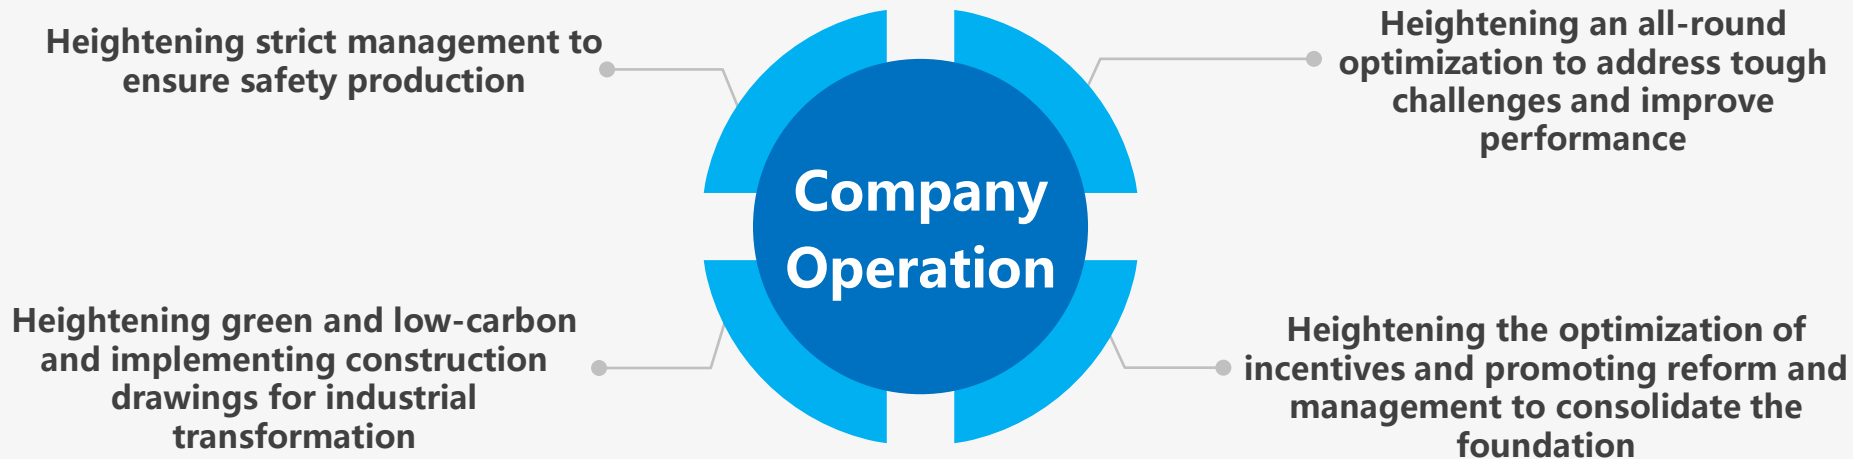 Heightening strict management to
ensure safety production
Heightening an all-round
optimization to address tough
challenges and improve
performance
Company
Operation
Heightening green and low-carbon
and implementing construction
drawings for industrial
transformation
Heightening the optimization of
incentives and promoting reform and
management to consolidate the
foundation